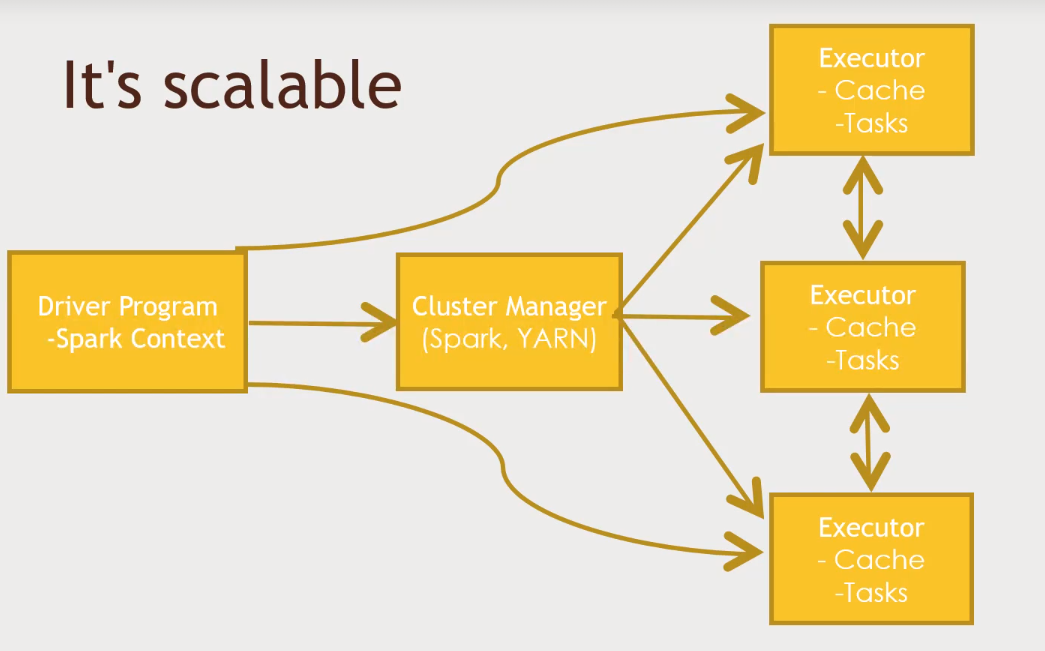 It's scalable
Driver Program
-Spark Context
Cluster Manager
(Spark, YARN)
Executor
- Cache
-Tasks
Executor
- Cache
-Tasks
Executor
- Cache
-Tasks